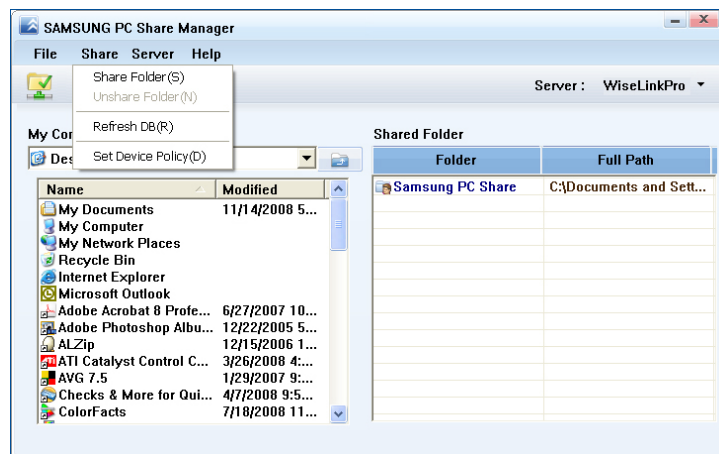 SAMSUNG PC Share Manager
File Share Server Help
Share Folder(S)
Unshare Folder(N)
Refresh DB(R)
Set Device Policy(D)
Server : WiseLinkPro
My Co
Des
Shared Folder
Folder Full Path
Samsung PC Share C:\Documents and Sett...
Name Modified
My Documents 11/14/2008 5...
My Computer
My Network Places
Recycle Bin
Internet Explorer
Microsoft Outlook
Adobe Acrobat 8 Profe... 6/27/2007 10...
Adobe Photoshop Albu... 12/22/2005 5...
ALZip 12/15/2006 1...
ATI Catalyst Control C... 3/26/2008 4:...
AVG 7.5 1/29/2007 9:...
Checks & More for Qui... 4/7/2008 9:5...
ColorFacts 7/18/2008 11...